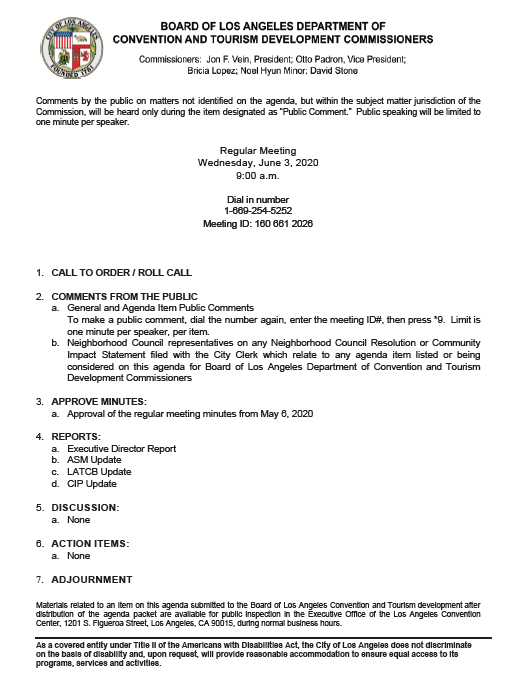 CITY OF LOS ANGELES
FOUNDED 1781
BOARD OF LOS ANGELES DEPARTMENT OF
CONVENTION AND TOURISM DEVELOPMENT COMMISSIONERS
Commissioners: Jon F. Vein, President; Otto Padron, Vice President;
Bricia Lopez; Noel Hyun Minor; David Stone
Comments by the public on matters not identified on the agenda, but within the subject matter jurisdiction of the
Commission, will be heard only during the item designated as "Public Comment." Public speaking will be limited to
one minute per speaker.
Regular Meeting
Wednesday, June 3, 2020
9:00 a.m.
Dial in number
1-669-254-5252
Meeting ID: 160 661 2026
1. CALL TO ORDER / ROLL CALL
2. COMMENTS FROM THE PUBLIC
a. General and Agenda Item Public Comments
To make a public comment, dial the number again, enter the meeting ID#, then press *9. Limit is
one minute per speaker, per item.
b. Neighborhood Council representatives on any Neighborhood Council Resolution or Community
Impact Statement filed with the City Clerk which relate to any agenda item listed or being
considered on this agenda for Board of Los Angeles Department of Convention and Tourism
Development Commissioners
3. APPROVE MINUTES:
a. Approval of the regular meeting minutes from May 6, 2020
4. REPORTS:
a. Executive Director Report
b. ASM Update
c. LATCB Update
d. CIP Update
5. DISCUSSION:
a. None
6. ACTION ITEMS:
a. None
7. ADJOURNMENT
Materials related to an item on this agenda submitted to the Board of Los Angeles Convention and Tourism development after
distribution of the agenda packet are available for public inspection in the Executive Office of the Los Angeles Convention
Center, 1201 S. Figueroa Street, Los Angeles, CA 90015, during normal business hours.
As a covered entity under Title II of the Americans with Disabilities Act, the City of Los Angeles does not discriminate
on the basis of disability and, upon request, will provide reasonable accommodation to ensure equal access to its
programs, services and activities.